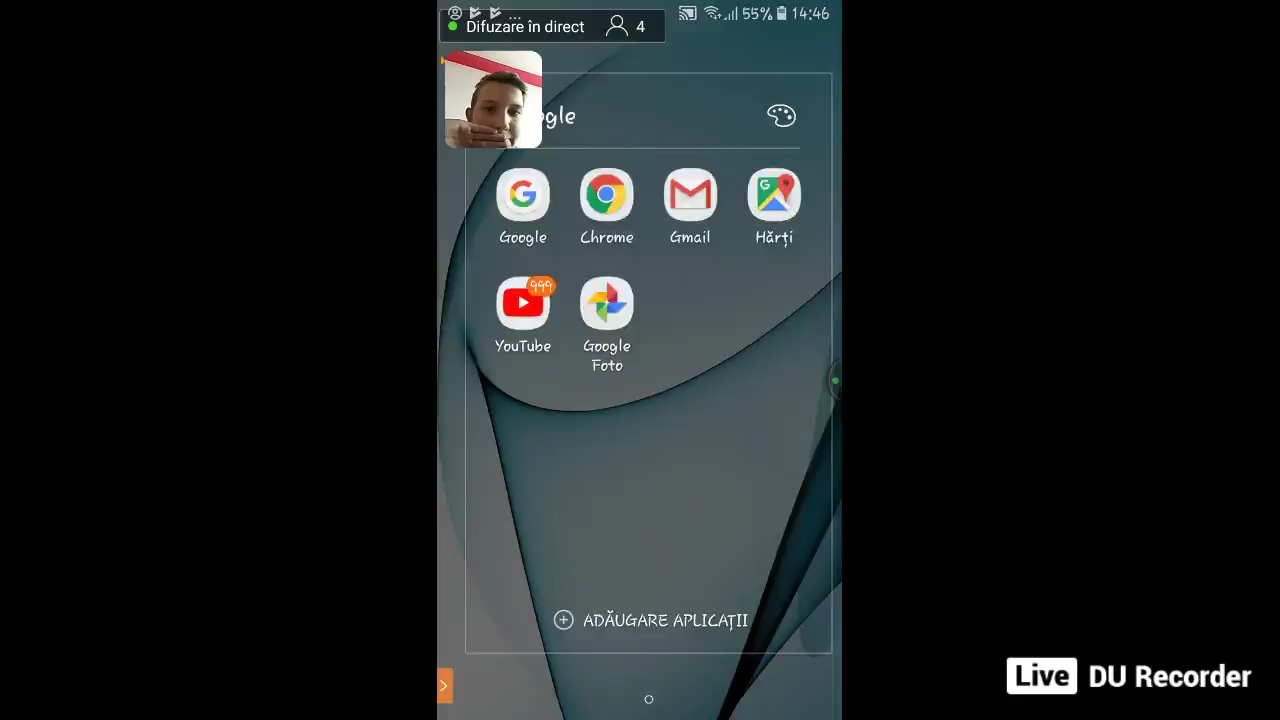 ... 55% 14:46
Difuzare în direct 4
ogle
G
Google Chrome Gmail Hărți
999
YouTube Google
Foto
ADĂUGARE APLICAȚII
Live DU Recorder